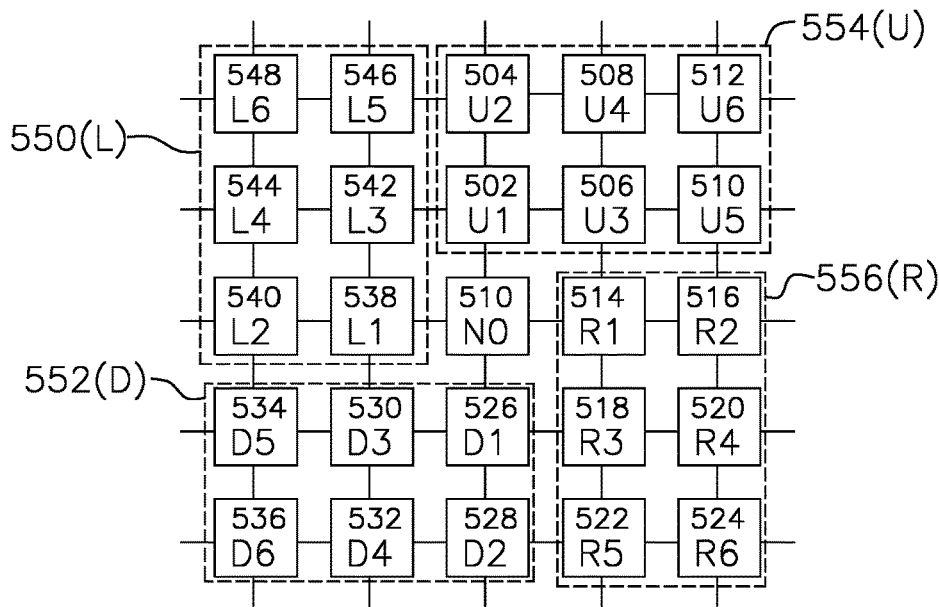 554(U)
548 546 504 508 512
L6 L5 U2 U4 U6
550(L)
544 542 502 506 510
L4 L3 U1 U3 U5
556(R)
540 538 510 514 516
L2 L1 N0 R1 R2
552(D)
534 530 526 518 520
D5 D3 D1 R3 R4
536 532 528 522 524
D6 D4 D2 R5 R6